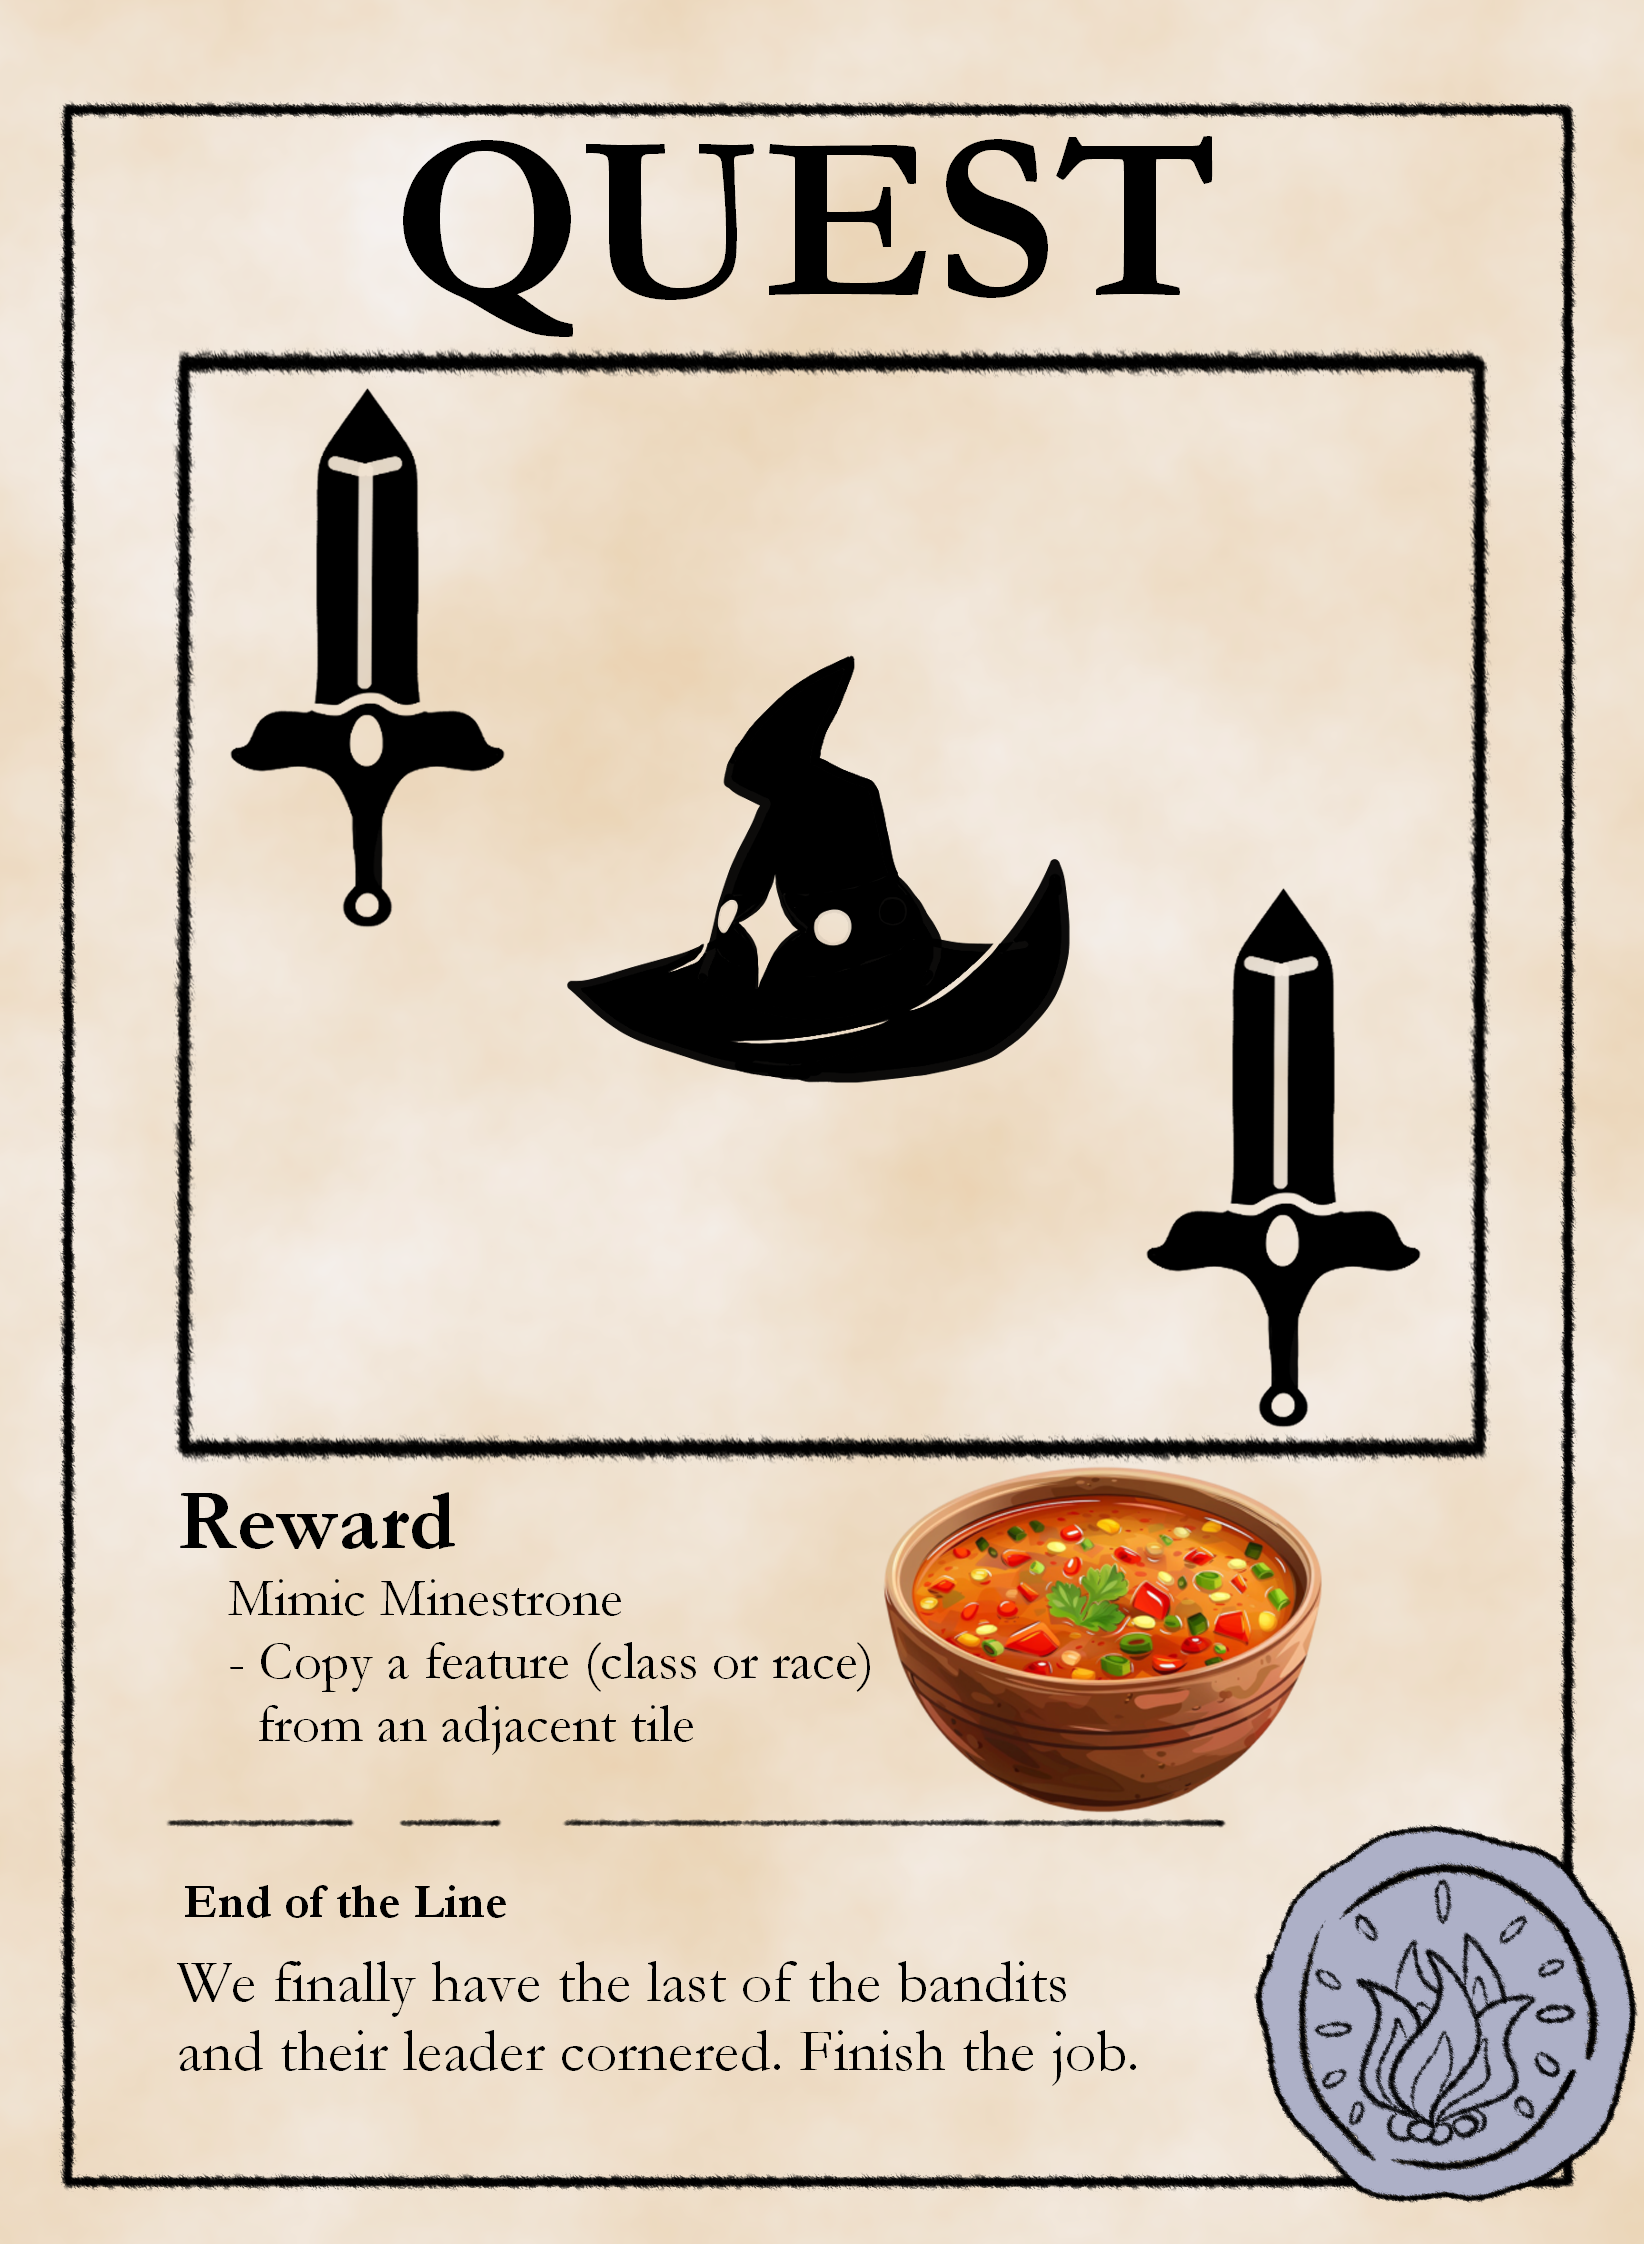 QUEST
Reward
Mimic Minestrone
- Copy a feature (class or race)
from an adjacent tile
End of the Line
We finally have the last of the bandits
and their leader cornered. Finish the job.